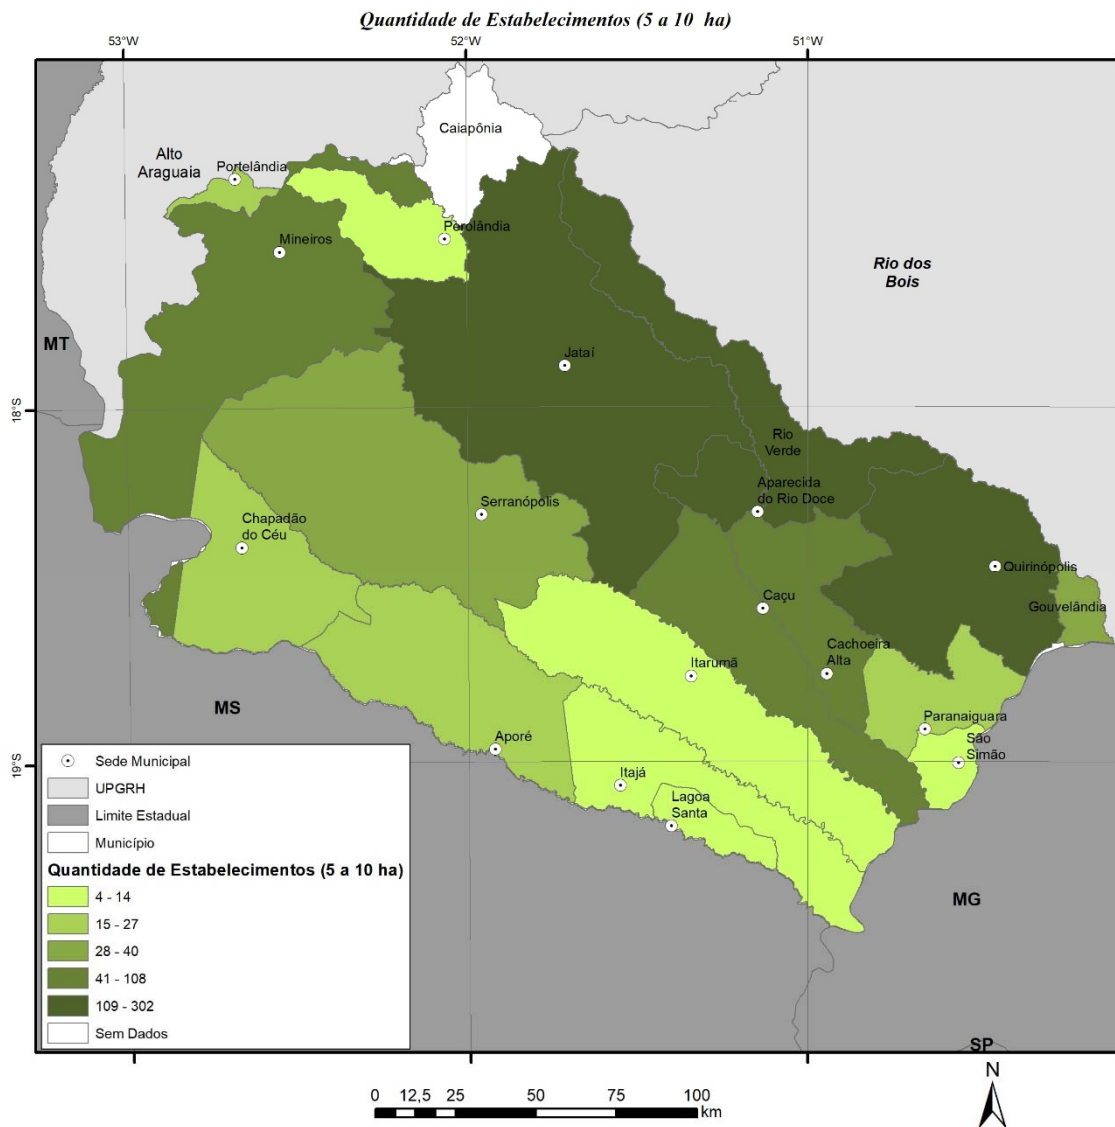 Quantidade de Estabelecimentos (5 a 10 ha)
53°W
52°W
51°W
Caiapônia
Alto
Araguaia
Portelândia
Mineiros
Perolândia
Rio dos
Bois
MT
Jataí
18°S
Rio
Verde
Aparecida
do Rio Doce
Serranópolis
Chapadão
do Céu
Quirinópolis
Gouvelândia
Caçu
Cachoeira
Alta
Itarumã
MS
Paranaiguara
São
Simão
Aporé
19°S
Itajá
Lagoa
Santa
MG
SP
Sede Municipal
UPGRH
Limite Estadual
Município
Quantidade de Estabelecimentos (5 a 10 ha)
4 - 14
15 - 27
28 - 40
41 - 108
109 - 302
Sem Dados
N
0 12,5 25 50 75 100
km